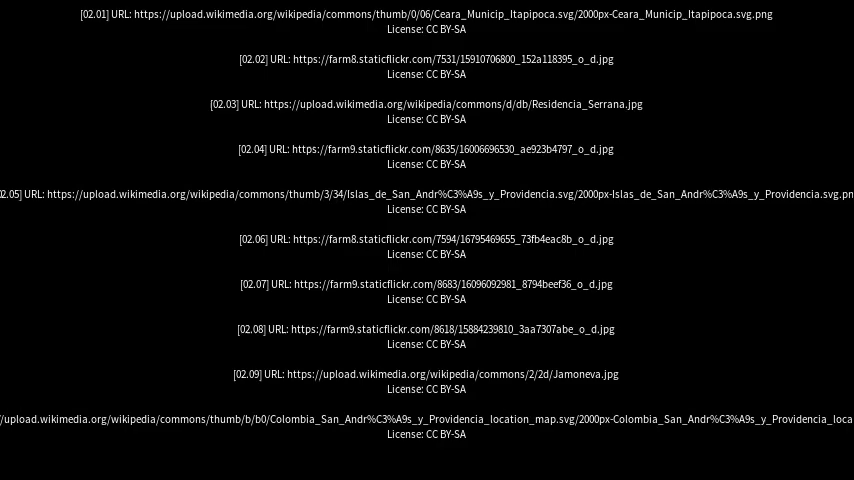 [02.01] URL: https://upload.wikimedia.org/wikipedia/commons/thumb/0/06/Ceara_Municip_Itapipoca.svg/2000px-Ceara_Municip_Itapipoca.svg.png
License: CC BY-SA
[02.02] URL: https://farm8.staticflickr.com/7531/15910706800_152a118395_o_d.jpg
License: CC BY-SA
[02.03] URL: https://upload.wikimedia.org/wikipedia/commons/d/db/Residencia_Serrana.jpg
License: CC BY-SA
[02.04] URL: https://farm9.staticflickr.com/8635/16006696530_ae923b4797_o_d.jpg
License: CC BY-SA
02.05] URL: https://upload.wikimedia.org/wikipedia/commons/thumb/3/34/Islas_de_San_Andr%C3%A9s_y_Providencia.svg/2000px-Islas_de_San_Andr%C3%A9s_y_Providencia.svg.pn
License: CC BY-SA
[02.06] URL: https://farm8.staticflickr.com/7594/16795469655_73fb4eac8b_o_d.jpg
License: CC BY-SA
[02.07] URL: https://farm9.staticflickr.com/8683/16096092981_8794beef36_o_d.jpg
License: CC BY-SA
[02.08] URL: https://farm9.staticflickr.com/8618/15884239810_3aa7307abe_o_d.jpg
License: CC BY-SA
[02.09] URL: https://upload.wikimedia.org/wikipedia/commons/2/2d/Jamoneva.jpg
License: CC BY-SA
/upload.wikimedia.org/wikipedia/commons/thumb/b/b0/Colombia_San_Andr%C3%A9s_y_Providencia_location_map.svg/2000px-Colombia_San_Andr%C3%A9s_y_Providencia_loca
License: CC BY-SA